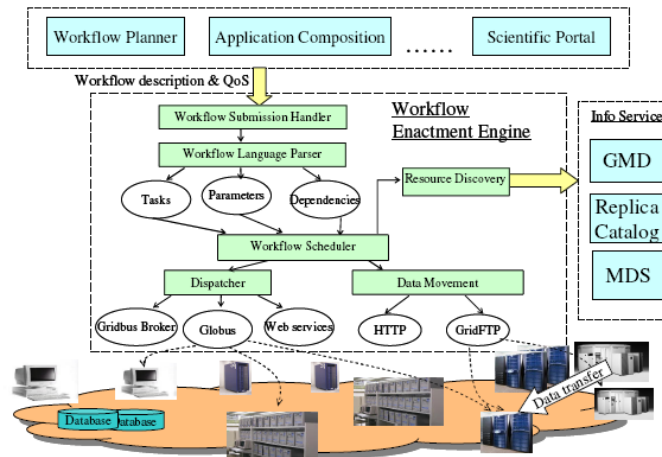 Workflow Planner
Application Composition
......
Scientific Portal
Workflow description & QoS
Workflow
Enactment Engine
Workflow Submission Handler
Workflow Language Parser
Tasks
Parameters
Dependencies
Resource Discovery
Workflow Scheduler
Dispatcher
Data Movement
Gridbus Broker
Globus
Web services
HTTP
GridFTP
Info Service
GMD
Replica
Catalog
MDS
Data transfer
Database
Database